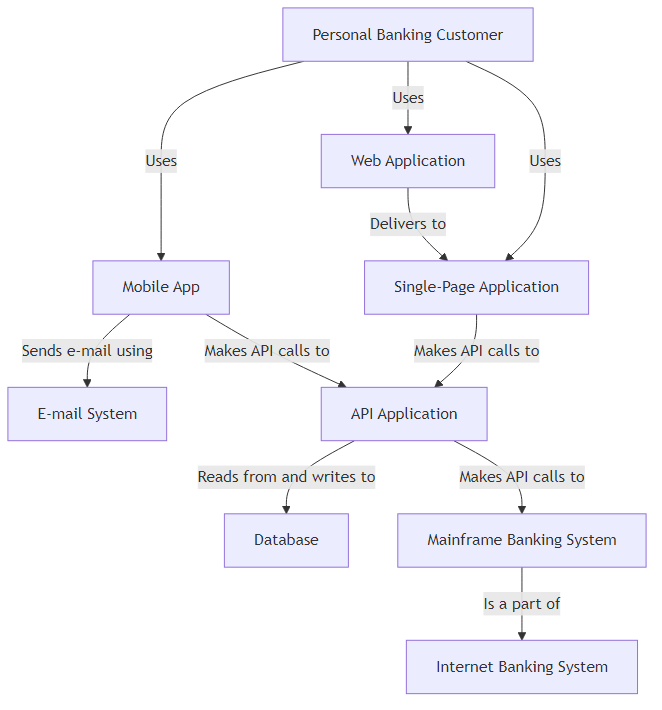 Personal Banking Customer
Uses
Web Application
Uses
Uses
Delivers to
Mobile App
Single-Page Application
Sends e-mail using
Makes API calls to
Makes API calls to
E-mail System
API Application
Reads from and writes to
Makes API calls to
Database
Mainframe Banking System
Is a part of
Internet Banking System